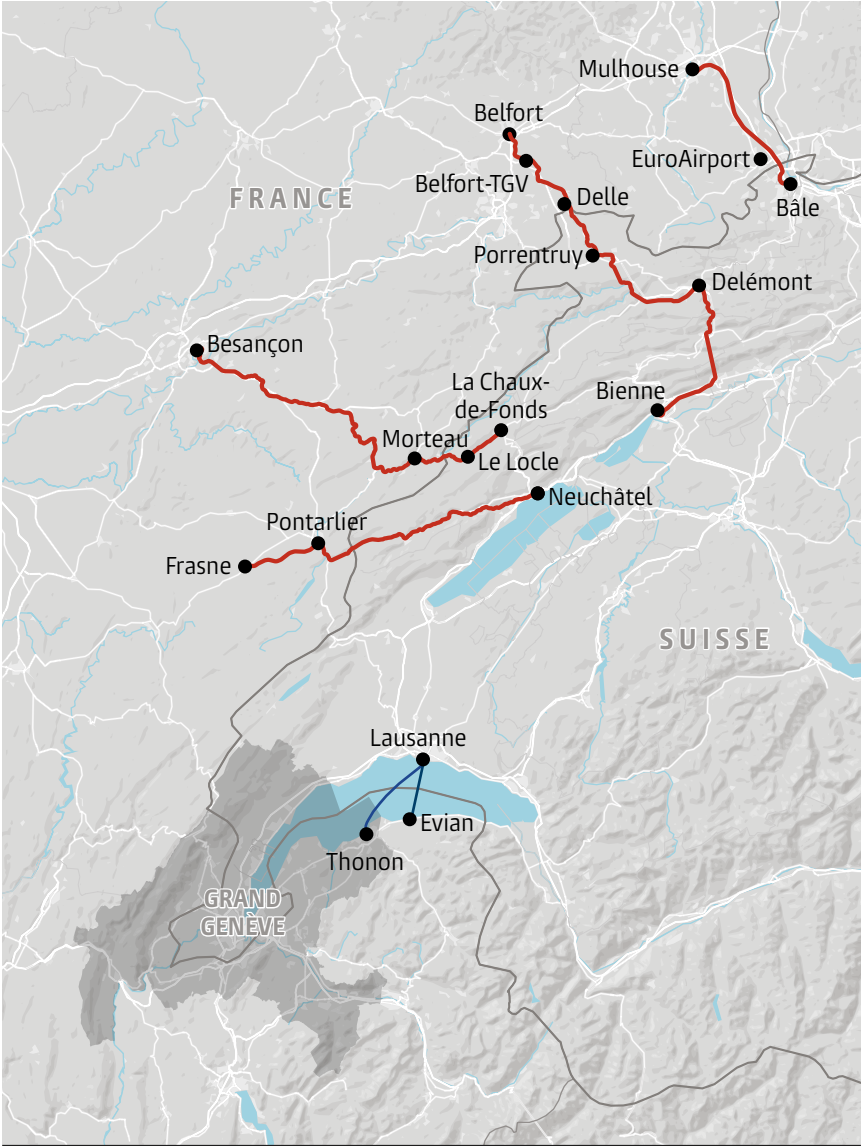 Mulhouse
Belfort
EuroAirport
Belfort-TGV
FRANCE
Delle
Bâle
Porrentruy
Delémont
Besançon
La Chaux-
de-Fonds
Bienne
Morteau
Le Locle
Neuchâtel
Pontarlier
Frasne
SUISSE
Lausanne
Evian
Thonon
GRAND
GENÈVE